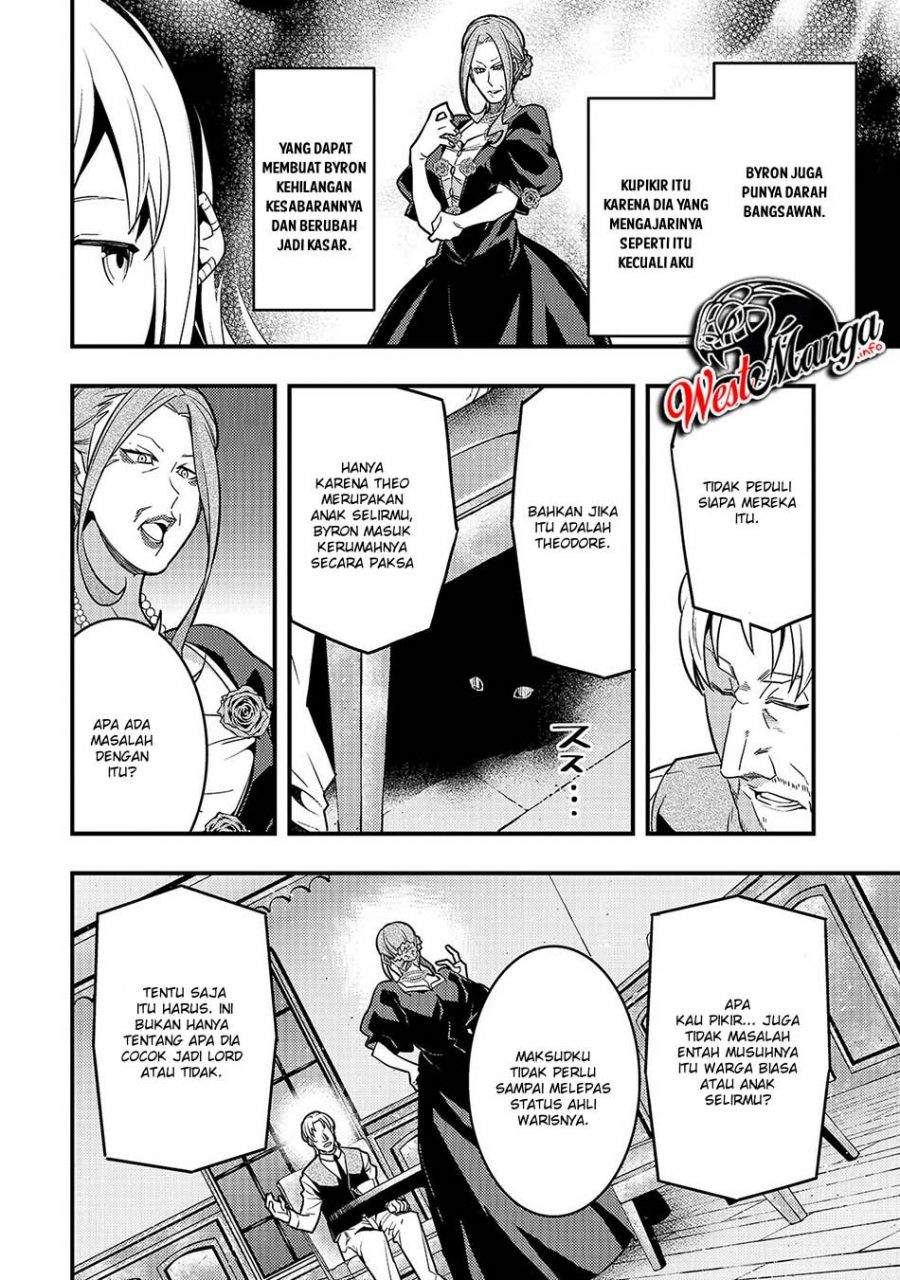 BYRON JUGA
PUNYA DARAH
BANGSAWAN.
KUPIKIR ITU
KARENA DIA YANG
MENGAJARINYA
SEPERTI ITU
KECUALI AKU
YANG DAPAT
MEMBUAT BYRON
KEHILANGAN
KESABARANNYA
DAN BERUBAH
JADI KASAR.
WestManga
.info
TIDAK PEDULI
SIAPA MEREKA
ITU.
BAHKAN JIKA
ITU ADALAH
THEODORE.
HANYA
KARENA THEO
MERUPAKAN
ANAK SELIRMU,
BYRON MASUK
KERUMAHNYA
SECARA PAKSA
スス…
APA ADA
MASALAH
DENGAN
ITU?
APA
KAU PIKIR... JUGA
TIDAK MASALAH
ENTAH MUSUHNYA
ITU WARGA BIASA
ATAU ANAK
SELIRMU?
MAKSUDKU
TIDAK PERLU
SAMPAI MELEPAS
STATUS AHLI
WARISNYA.
TENTU SAJA
ITU HARUS. INI
BUKAN HANYA
TENTANG APA DIA
COCOK JADI LORD
ATAU TIDAK.